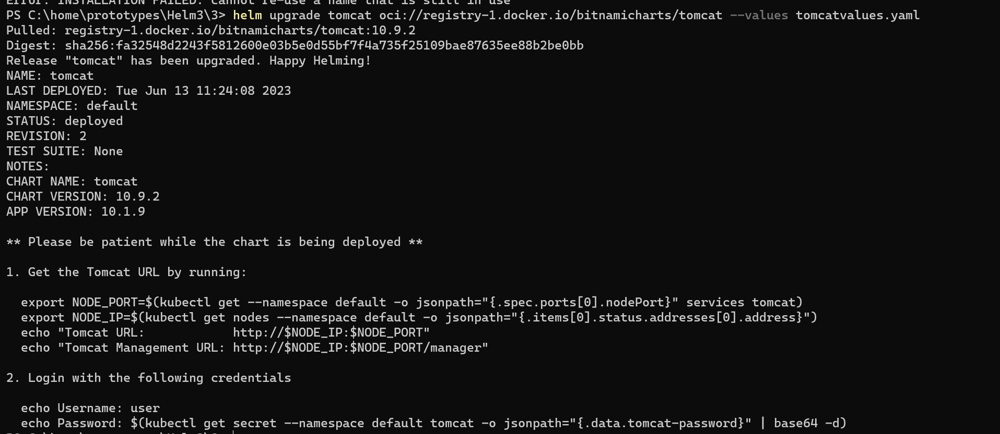 Error: INSTALLATION FAILED: cannot re-use a name that is still in use
PS C:\home\prototypes\Helm3\3> helm upgrade tomcat oci://registry-1.docker.io/bitnamicharts/tomcat --values tomcatvalues.yaml
Pulled: registry-1.docker.io/bitnamicharts/tomcat:10.9.2
Digest: sha256:fa32548d2243f5812600e03b5e0d55bf7f4a735f25109bae87635ee88b2be0bb
Release "tomcat" has been upgraded. Happy Helming!
NAME: tomcat
LAST DEPLOYED: Tue Jun 13 11:24:08 2023
NAMESPACE: default
STATUS: deployed
REVISION: 2
TEST SUITE: None
NOTES:
CHART NAME: tomcat
CHART VERSION: 10.9.2
APP VERSION: 10.1.9
** Please be patient while the chart is being deployed **
1. Get the Tomcat URL by running:
export NODE_PORT=$(kubectl get --namespace default -o jsonpath="{.spec.ports[0].nodePort}" services tomcat)
export NODE_IP=$(kubectl get nodes --namespace default -o jsonpath="{.items[0].status.addresses[0].address}")
echo "Tomcat URL:            http://$NODE_IP:$NODE_PORT"
echo "Tomcat Management URL: http://$NODE_IP:$NODE_PORT/manager"
2. Login with the following credentials
echo Username: user
echo Password: $(kubectl get secret --namespace default tomcat -o jsonpath="{.data.tomcat-password}" | base64 -d)